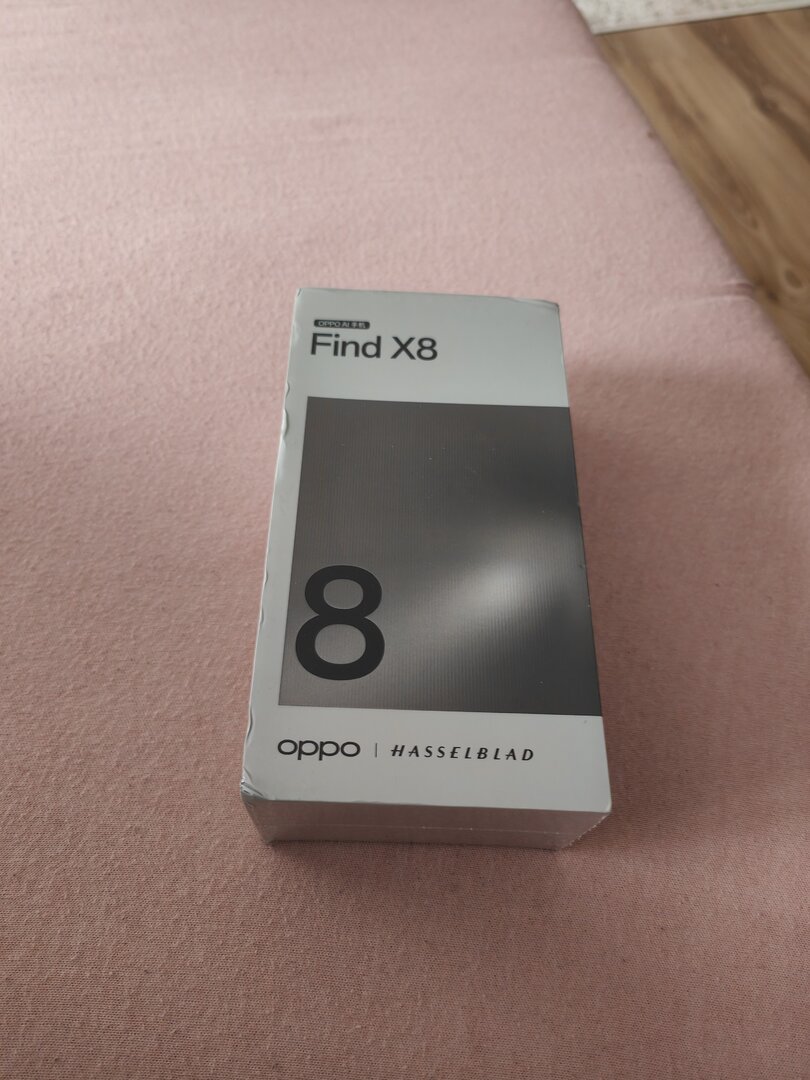 OPPO AI 手机
Find X8
8
oppo | HASSELBLAD